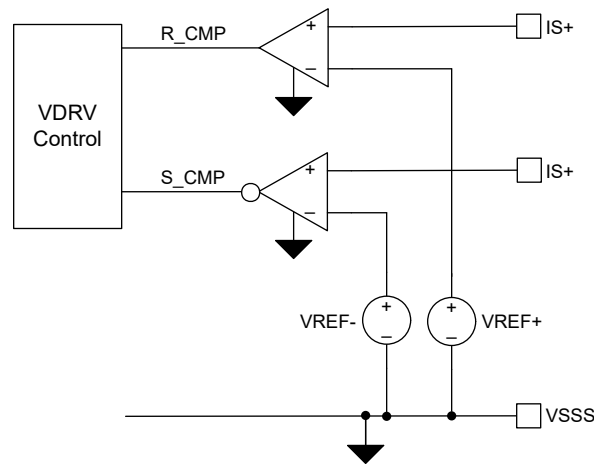 R_CMP
+
–
IS+
VDRV
Control
S_CMP
+
–
IS+
VREF-
+
–
+
–
VREF+
VSSS